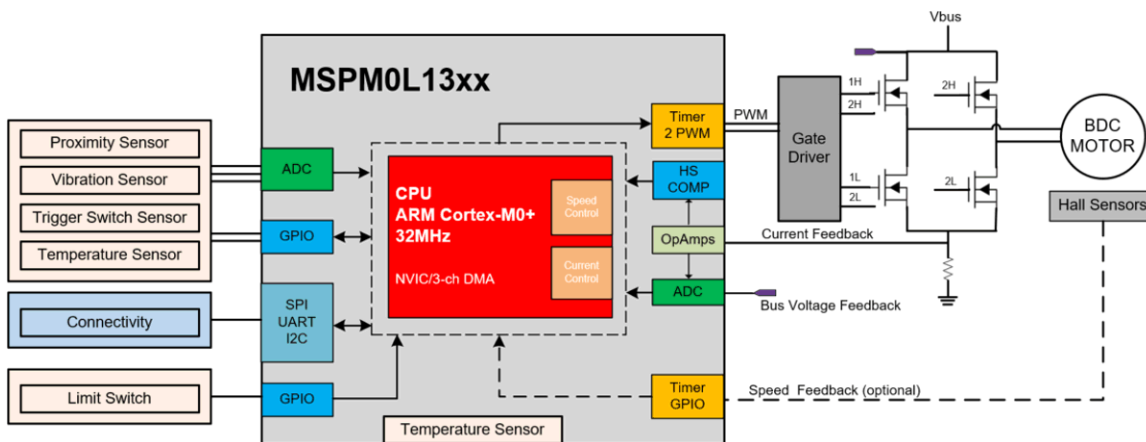 Vbus
MSPM0L13xx
1H
2H
2H
Timer
2 PWM
PWM
Gate
Driver
BDC
MOTOR
Proximity Sensor
Vibration Sensor
Trigger Switch Sensor
Temperature Sensor
ADC
GPIO
CPU
ARM Cortex-M0+
32MHz
NVIC/3-ch DMA
Speed
Control
Current
Control
HS
COMP
OpAmps
ADC
1L
2L
2L
Hall Sensors
Current Feedback
Bus Voltage Feedback
Connectivity
SPI
UART
I2C
Limit Switch
GPIO
Timer
GPIO
Speed Feedback (optional)
Temperature Sensor